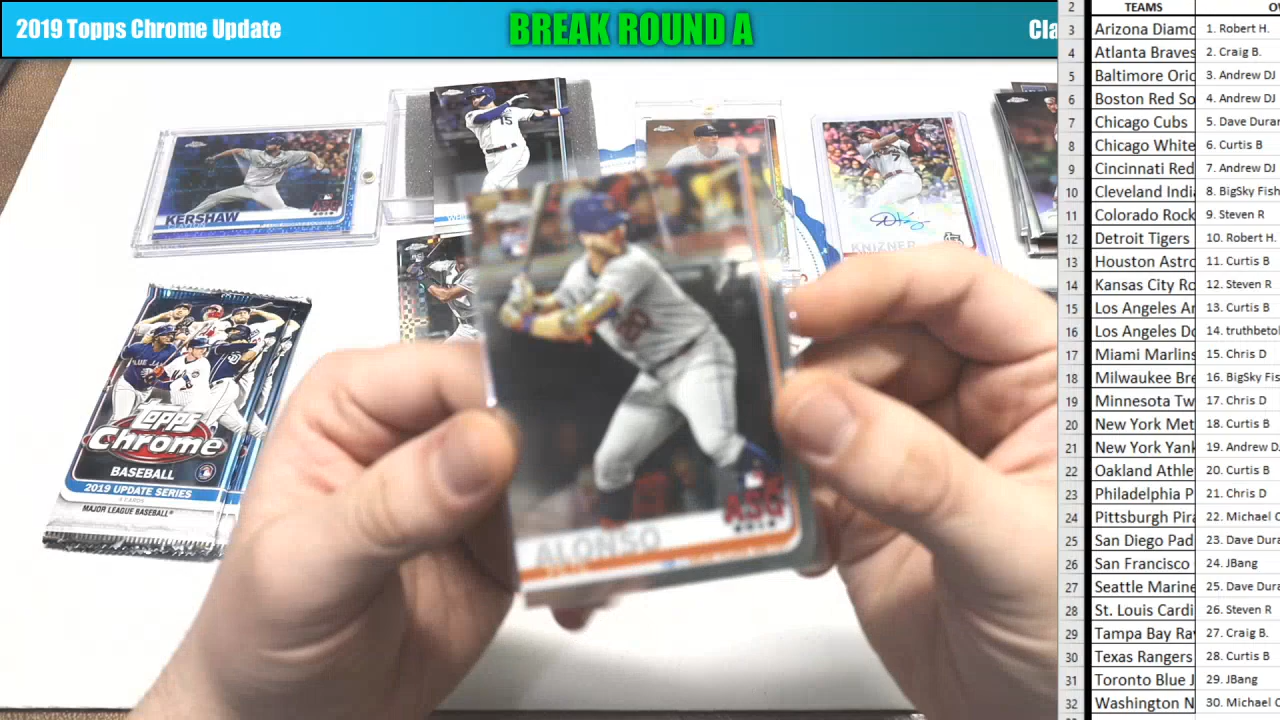 2019 Topps Chrome Update
BREAK ROUND A
Cla
KERSHAW
15
7
KNIZNER
20
ALONSO
ASG
2019
Topps
Chrome
BASEBALL
2019 UPDATE SERIES
MAJOR LEAGUE BASEBALL
2 TEAMS OV
3 Arizona Diamo 1. Robert H.
4 Atlanta Braves 2. Craig B.
5 Baltimore Orio 3. Andrew DJ
6 Boston Red So 4. Andrew DJ
7 Chicago Cubs 5. Dave Duran
8 Chicago White 6. Curtis B
9 Cincinnati Red 7. Andrew DJ
10 Cleveland Indi 8. BigSky Fish
11 Colorado Rock 9. Steven R
12 Detroit Tigers 10. Robert H.
13 Houston Astro 11. Curtis B
14 Kansas City Ro 12. Steven R
15 Los Angeles An 13. Curtis B
16 Los Angeles Do 14. truthbetol
17 Miami Marlins 15. Chris D
18 Milwaukee Bre 16. BigSky Fis
19 Minnesota Tw 17. Chris D
20 New York Met 18. Curtis B
21 New York Yank 19. Andrew D
22 Oakland Athle 20. Curtis B
23 Philadelphia P 21. Chris D
24 Pittsburgh Pira 22. Michael C
25 San Diego Pad 23. Dave Dura
26 San Francisco 24. JBang
27 Seattle Marine 25. Dave Dura
28 St. Louis Cardi 26. Steven R
29 Tampa Bay Ray 27. Craig B.
30 Texas Rangers 28. Curtis B
31 Toronto Blue J 29. JBang
32 Washington N 30. Michael C